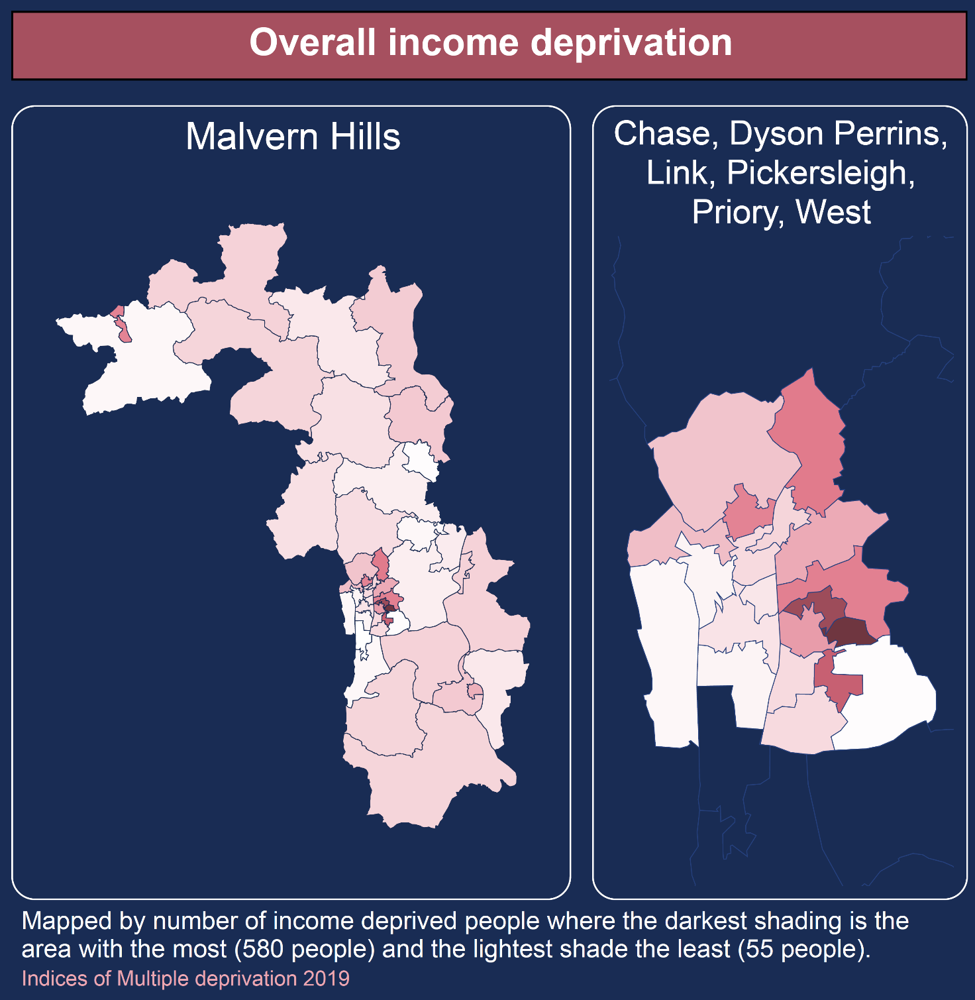 Overall income deprivation
Malvern Hills
Chase, Dyson Perrins,
Link, Pickersleigh,
Priory, West
Mapped by number of income deprived people where the darkest shading is the
area with the most (580 people) and the lightest shade the least (55 people).
Indices of Multiple deprivation 2019